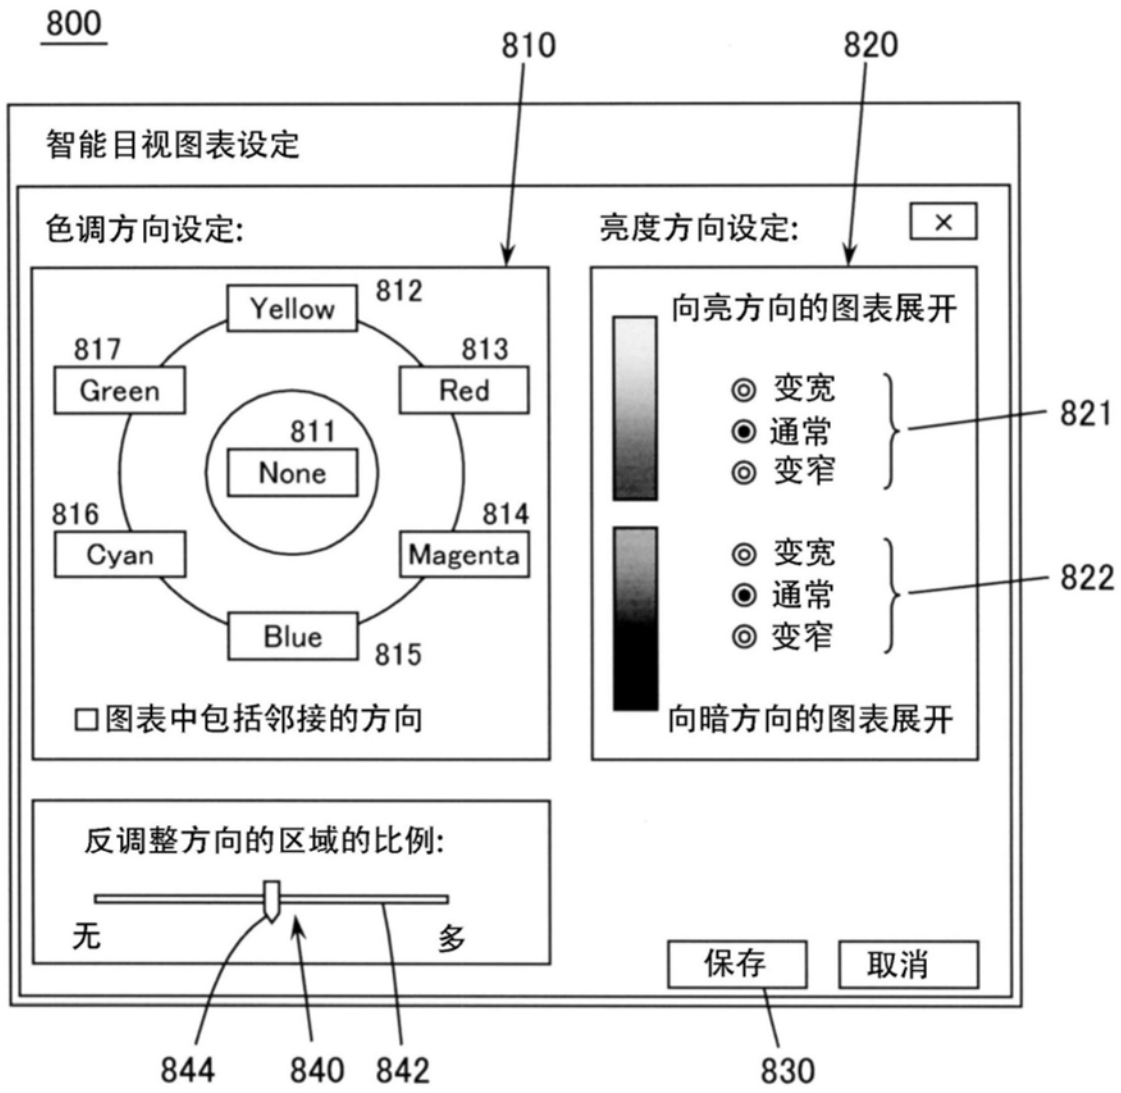 800
810
820
智能目视图表设定
色调方向设定:
亮度方向设定:
×
Yellow
812
817
Green
813
Red
811
None
816
Cyan
814
Magenta
Blue
815
□图表中包括邻接的方向
向亮方向的图表展开
变宽
通常
变窄
821
变宽
通常
变窄
822
向暗方向的图表展开
反调整方向的区域的比例:
无
多
保存
取消
844
840
842
830